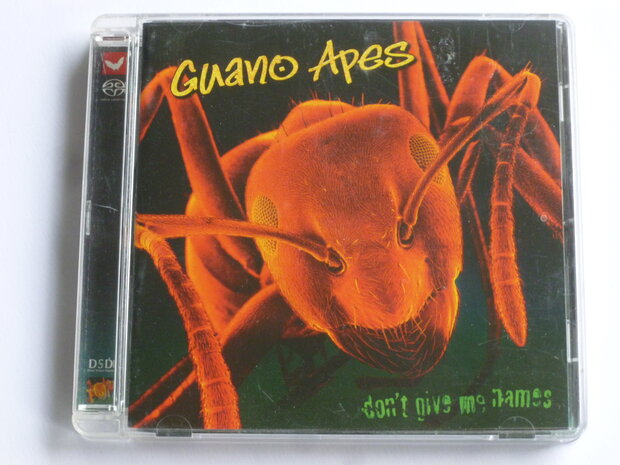 Guano Apes
don't give me names
DSD